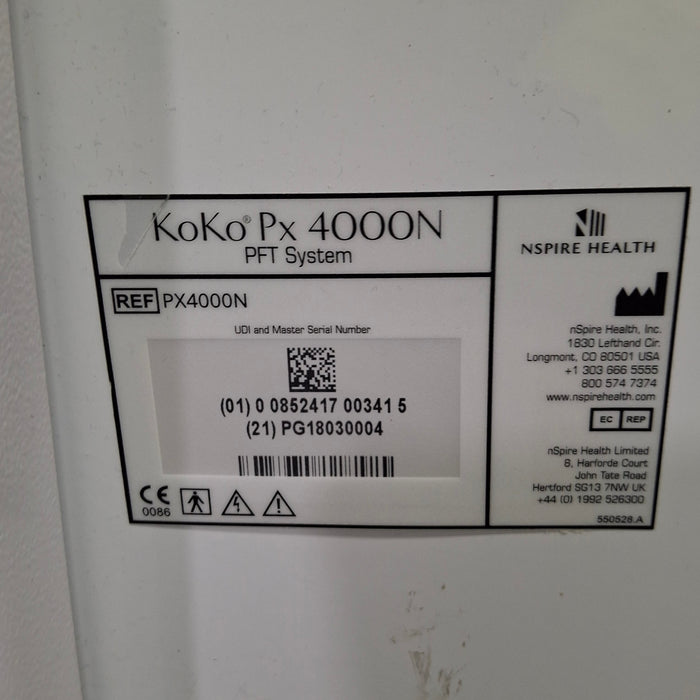 KoKo® Px 4000N
PFT System
REF PX4000N
UDI and Master Serial Number
(01) 0 0852417 00341 5
(21) PG18030004
CE
0086
NSPIRE HEALTH
nSpire Health, Inc.
1830 Lefthand Cir.
Longmont, CO 80501 USA
+1 303 666 5555
800 574 7374
www.nspirehealth.com
EC REP
nSpire Health Limited
8, Harforde Court
John Tate Road
Hertford SG13 7NW UK
+44 (0) 1992 526300
550528.A